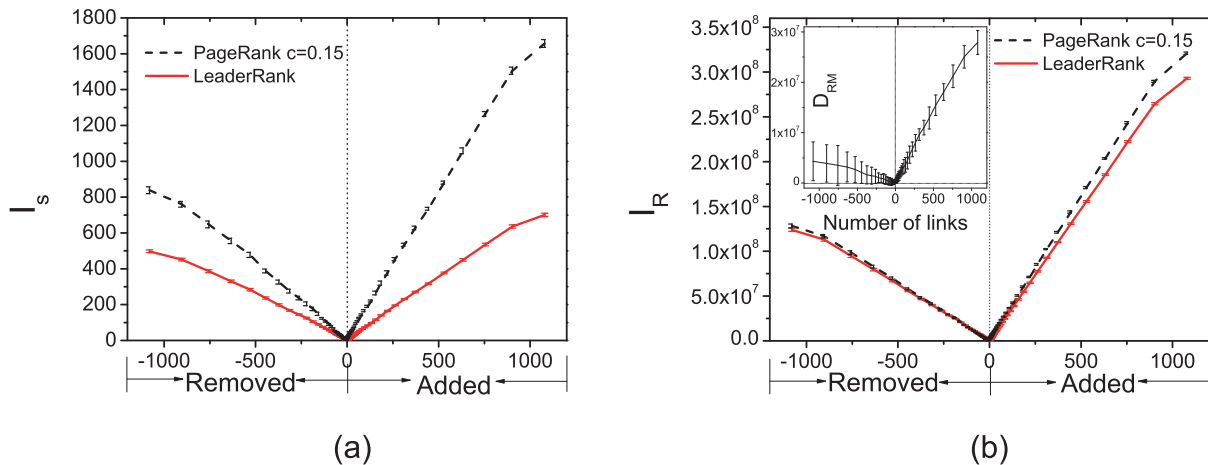 1800
1600
1400
1200
1000
800
600
400
200
0
I_s
PageRank c=0.15
LeaderRank
-1000 -500 0 500 1000
Removed Added
(a)
3.5x10^8
3.0x10^8
2.5x10^8
2.0x10^8
1.5x10^8
1.0x10^8
5.0x10^7
0.0
I_R
3x10^7
2x10^7
1x10^7
0
D_RM
-1000 -500 0 500 1000
Number of links
PageRank c=0.15
LeaderRank
-1000 -500 0 500 1000
Removed Added
(b)